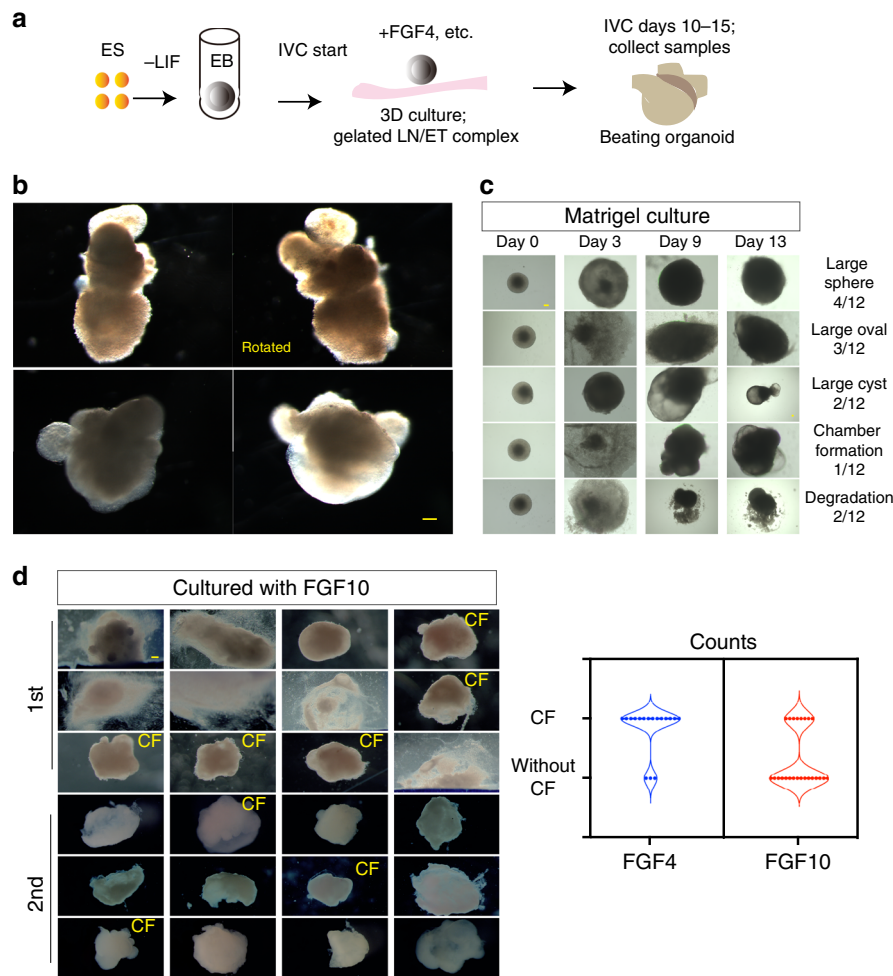 a
ES
–LIF
EB
IVC start
+FGF4, etc.
3D culture;
gelated LN/ET complex
IVC days 10–15;
collect samples
Beating organoid
b
Rotated
c
Matrigel culture
Day 0
Day 3
Day 9
Day 13
Large
sphere
4/12
Large oval
3/12
Large cyst
2/12
Chamber
formation
1/12
Degradation
2/12
d
Cultured with FGF10
1st
CF
CF
CF
CF
CF
2nd
CF
CF
CF
Counts
CF
Without
CF
FGF4
FGF10